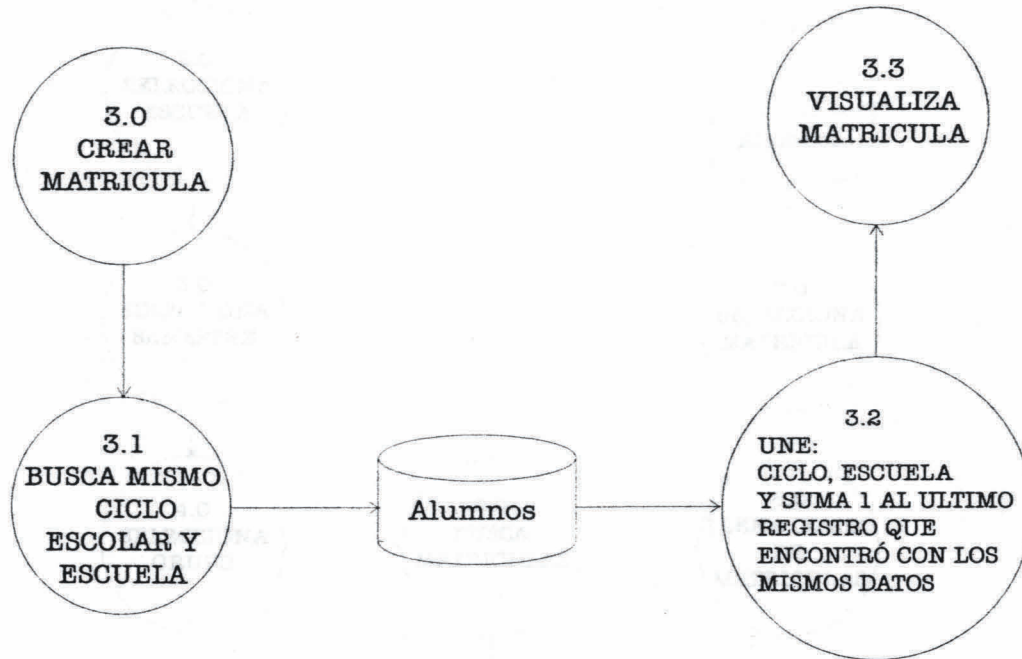 3.0
CREAR
MATRICULA
3.1
BUSCA MISMO
CICLO
ESCOLAR Y
ESCUELA
Alumnos
3.2
UNE:
CICLO, ESCUELA
Y SUMA 1 AL ULTIMO
REGISTRO QUE
ENCONTRÓ CON LOS
MISMOS DATOS
3.3
VISUALIZA
MATRICULA